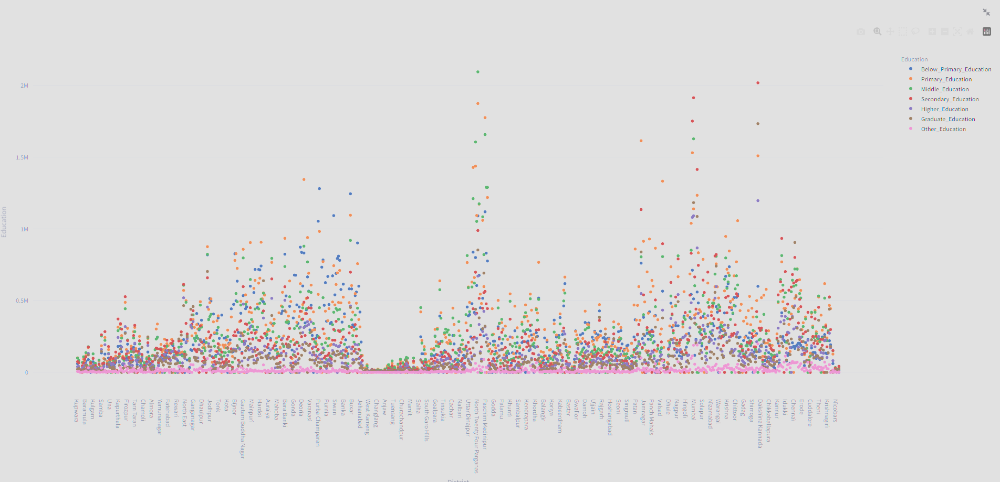 Education
Below_Primary_Education
Primary_Education
Middle_Education
Secondary_Education
Higher_Education
Graduate_Education
Other_Education
2M
1.5M
1M
0.5M
0
Education
Kupwara
Baramula
Kulgam
Samba
Una
Kapurthala
Firozpur
Tarn Taran
Chamoli
Almora
Yamunanagar
Fatehabad
Rewari
North East
Ganganagar
Dhaulpur
Jodhpur
Tonk
Kota
Bijnor
Gautam Buddha Nagar
Mainpuri
Hardoi
Auraiya
Mahoba
Bara Banki
Gonda
Deoria
Varanasi
Purba Champaran
Purnia
Siwan
Banka
Buxar
Jehanabad
West Kameng
Changlang
Anjaw
Tuensang
Churachandpur
Mamit
Saiha
South Garo Hills
Goalpara
Tinsukia
Cachar
Nalbari
Uttar Dinajpur
North Twenty Four Parganas
Paschim Medinipur
Godda
Palamu
Khunti
Sambalpur
Kendrapara
Khordha
Balangir
Koriya
Kabeerdham
Bastar
Gwalior
Damoh
Ujjain
Rajgarh
Hoshangabad
Seoni
Singrauli
Patan
Jamnagar
Panch Mahals
Valsad
Dhule
Nagpur
Hingoli
Mumbai
Solapur
Nizamabad
Warangal
Krishna
Chittoor
Gadag
Shimoga
Dakshina Kannada
Chikkaballapura
Kannur
Idukki
Chennai
Erode
Cuddalore
Theni
Krishnagiri
Nicobars
District